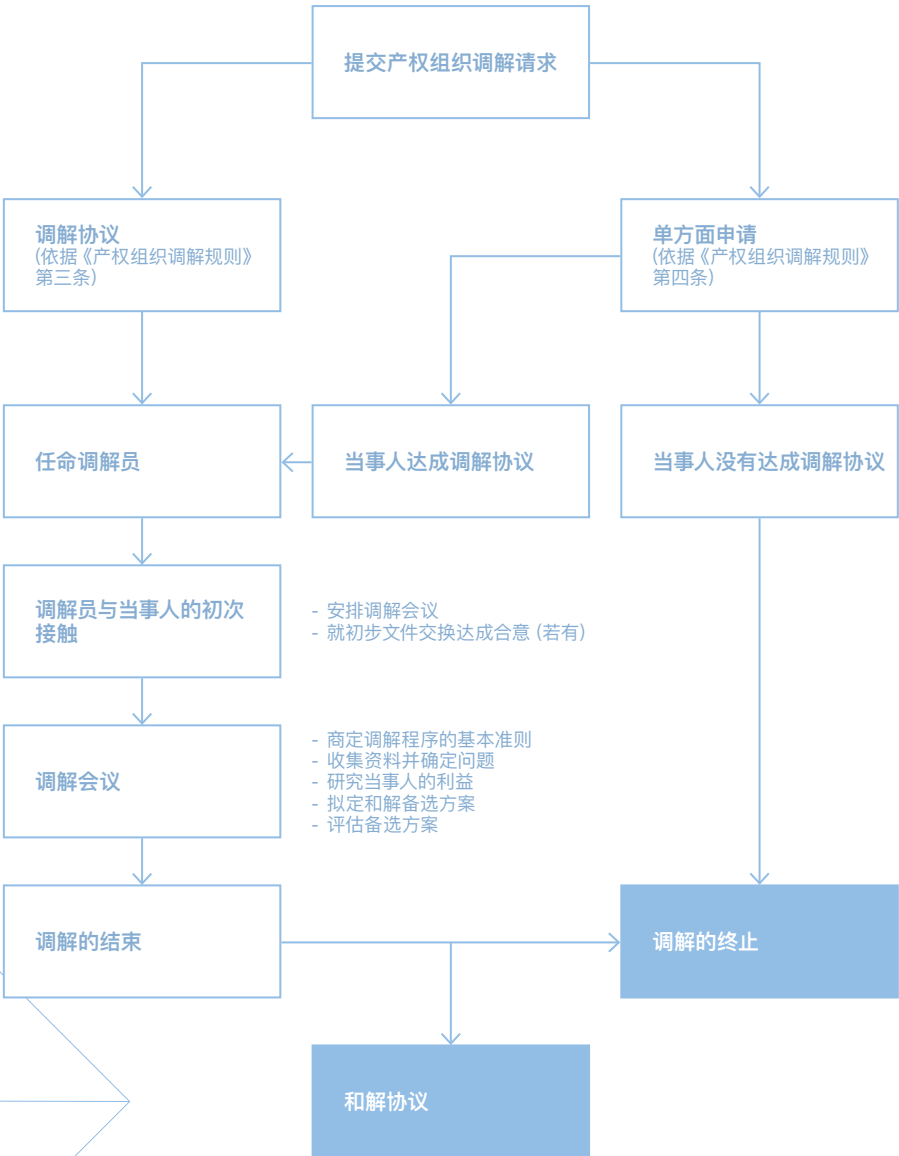 提交产权组织调解请求
调解协议
(依据《产权组织调解规则》
第三条)
单方面申请
(依据《产权组织调解规则》
第四条)
任命调解员
当事人达成调解协议
当事人没有达成调解协议
调解员与当事人的初次
接触
- 安排调解会议
- 就初步文件交换达成合意 (若有)
调解会议
- 商定调解程序的基本准则
- 收集资料并确定问题
- 研究当事人的利益
- 拟定和解备选方案
- 评估备选方案
调解的结束
调解的终止
和解协议